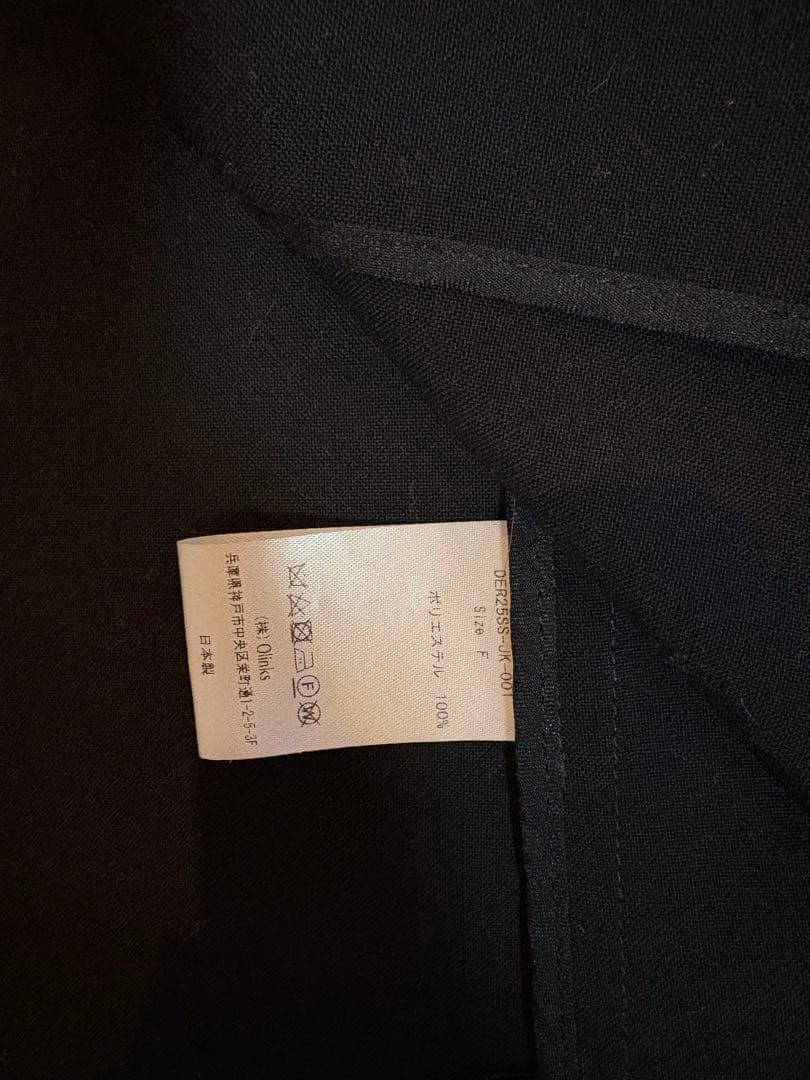 DER25SS-JK-001
Size F
ポリエステル 100%
(株) Olinks
兵庫県神戸市中央区栄町通1-2-5-3F
日本製